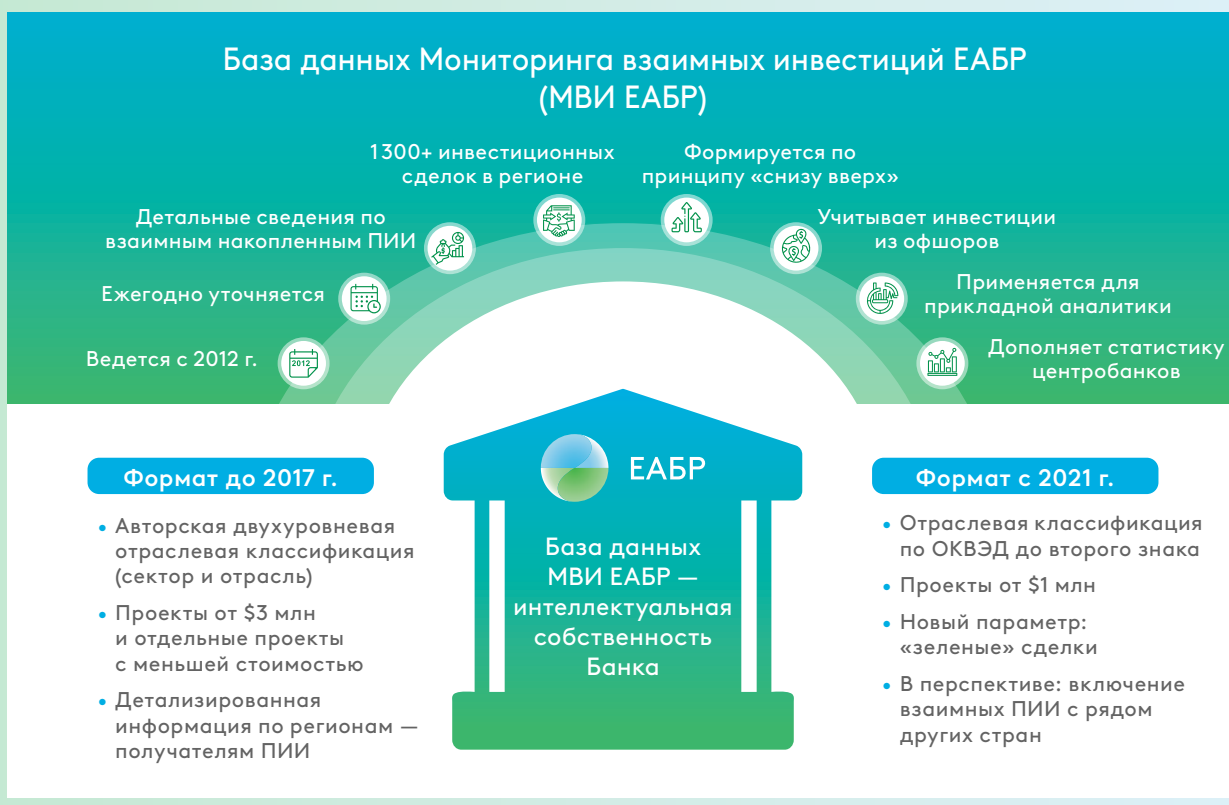 База данных Мониторинга взаимных инвестиций ЕАБР
(МВИ ЕАБР)
1300+ инвестиционных
сделок в регионе
Формируется по
принципу «снизу вверх»
Детальные сведения по
взаимным накопленным ПИИ
Учитывает инвестиции
из офшоров
Ежегодно уточняется
Применяется для
прикладной аналитики
Ведется с 2012 г.
2012
Дополняет статистику
центробанков
Формат до 2017 г.
• Авторская двухуровневая
отраслевая классификация
(сектор и отрасль)
• Проекты от $3 млн
и отдельные проекты
с меньшей стоимостью
• Детализированная
информация по регионам —
получателям ПИИ
ЕАБР
База данных
МВИ ЕАБР —
интеллектуальная
собственность
Банка
Формат с 2021 г.
• Отраслевая классификация
по ОКВЭД до второго знака
• Проекты от $1 млн
• Новый параметр:
«зеленые» сделки
• В перспективе: включение
взаимных ПИИ с рядом
других стран